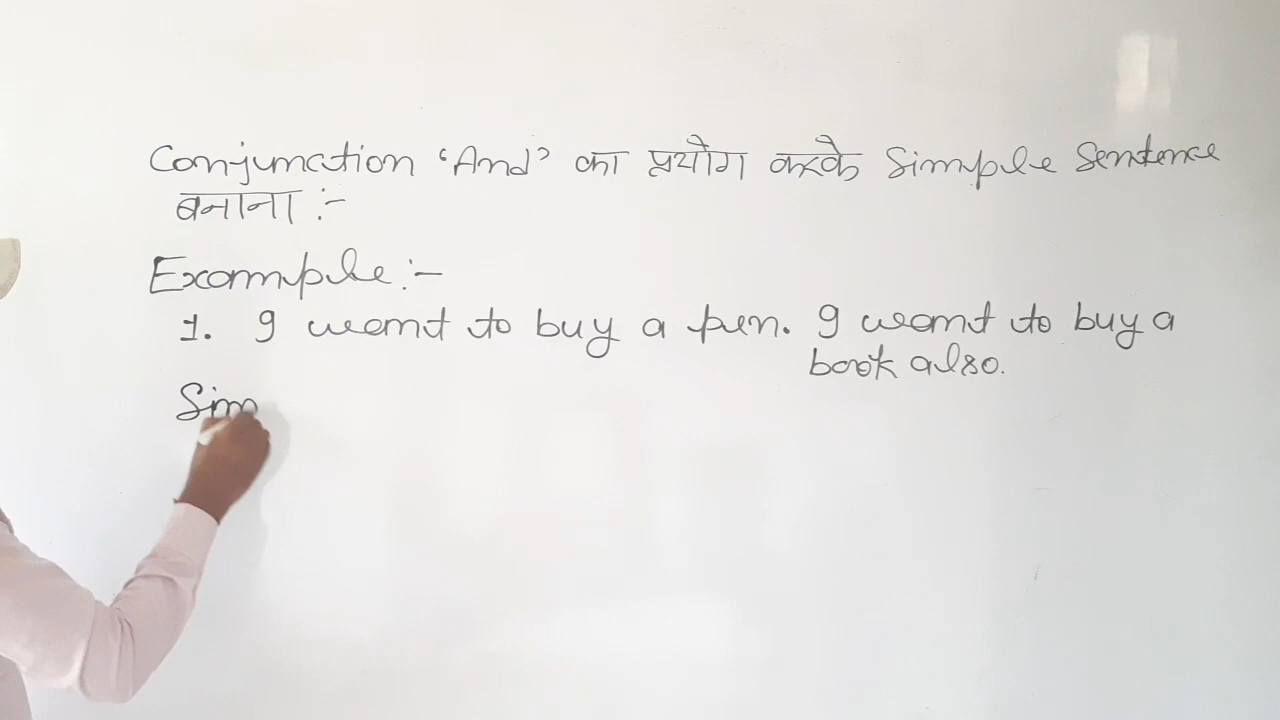 Conjunction 'And' का प्रयोग करके Simple Sentence
बनाना :-
Example :-
1. I want to buy a pen. I want to buy a
book also.
Sim